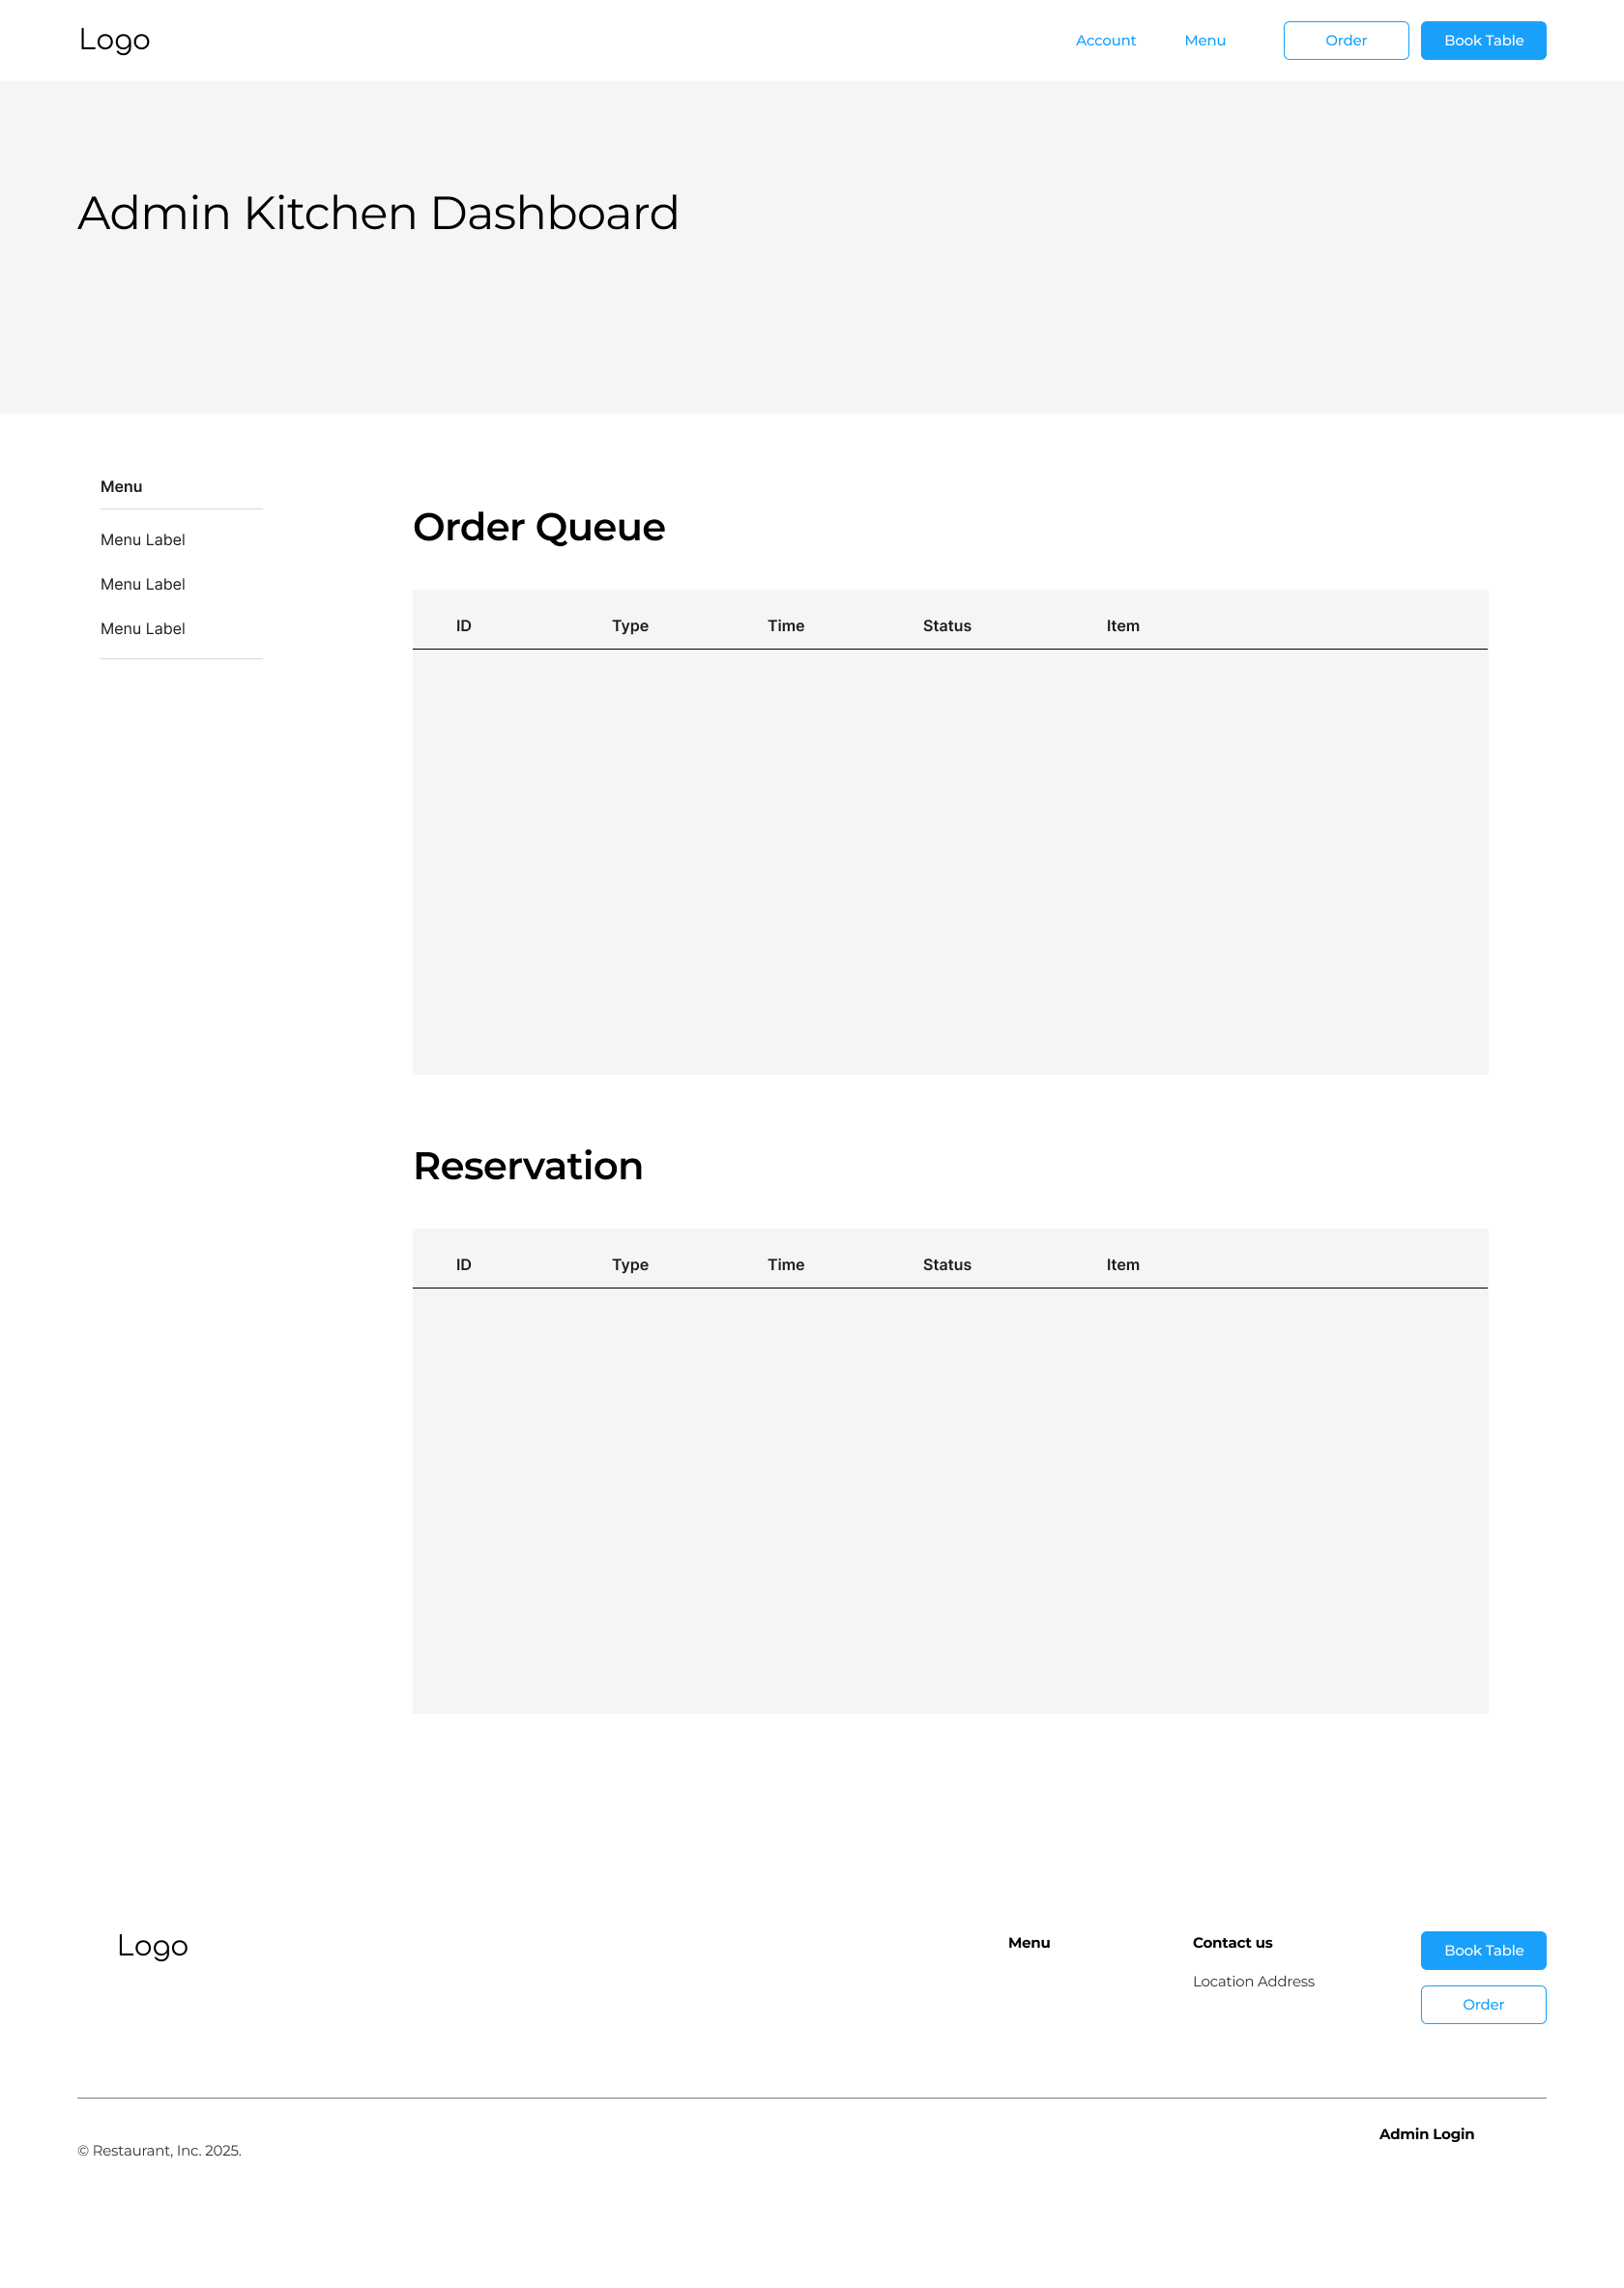 Logo
Account
Menu
Order
Book Table
Admin Kitchen Dashboard
Menu
Menu Label
Menu Label
Menu Label
Order Queue
ID Type Time Status Item
Reservation
ID Type Time Status Item
Logo
Menu
Contact us
Location Address
Book Table
Order
Admin Login
© Restaurant, Inc. 2025.